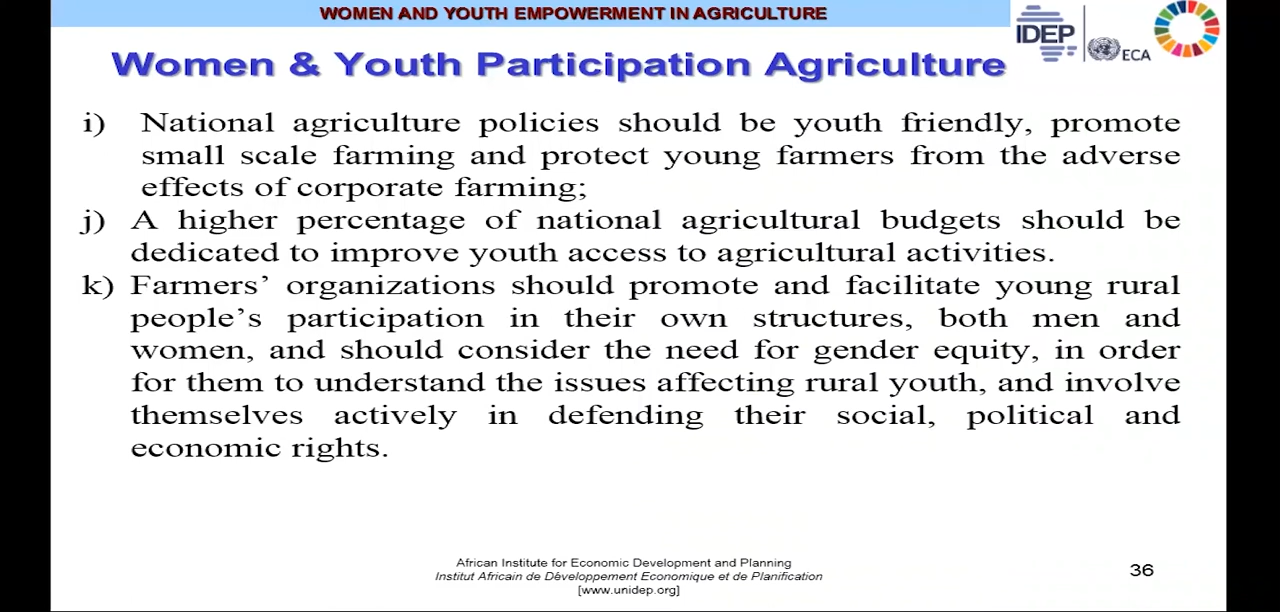 WOMEN AND YOUTH EMPOWERMENT IN AGRICULTURE
IDEP
ECA
Women & Youth Participation Agriculture
i) National agriculture policies should be youth friendly, promote
small scale farming and protect young farmers from the adverse
effects of corporate farming;
j) A higher percentage of national agricultural budgets should be
dedicated to improve youth access to agricultural activities.
k) Farmers’ organizations should promote and facilitate young rural
people’s participation in their own structures, both men and
women, and should consider the need for gender equity, in order
for them to understand the issues affecting rural youth, and involve
themselves actively in defending their social, political and
economic rights.
African Institute for Economic Development and Planning
Institut Africain de Développement Economique et de Planification
[www.unidep.org]
36